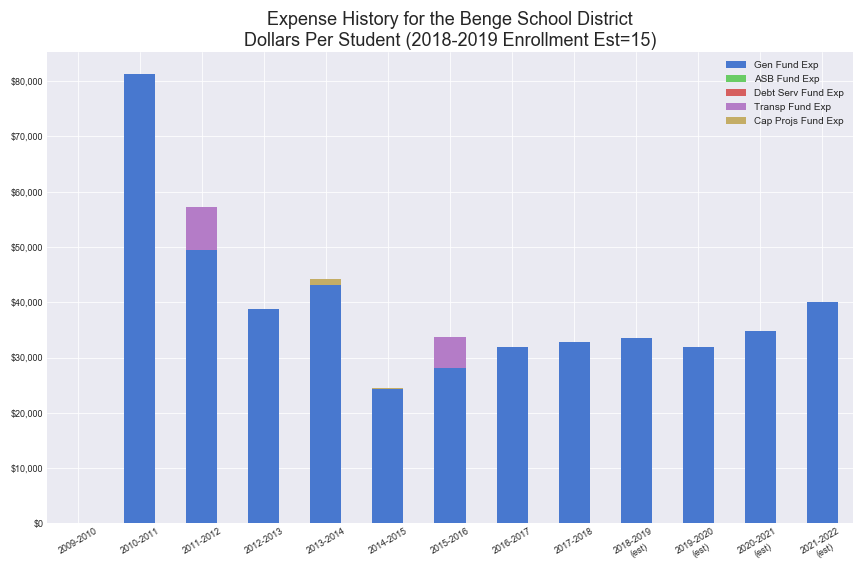 Expense History for the Benge School District
Dollars Per Student (2018-2019 Enrollment Est=15)
Gen Fund Exp
ASB Fund Exp
Debt Serv Fund Exp
Transp Fund Exp
Cap Projs Fund Exp
$80,000
$70,000
$60,000
$50,000
$40,000
$30,000
$20,000
$10,000
$0
2009-2010
2010-2011
2011-2012
2012-2013
2013-2014
2014-2015
2015-2016
2016-2017
2017-2018
2018-2019
(est)
2019-2020
(est)
2020-2021
(est)
2021-2022
(est)